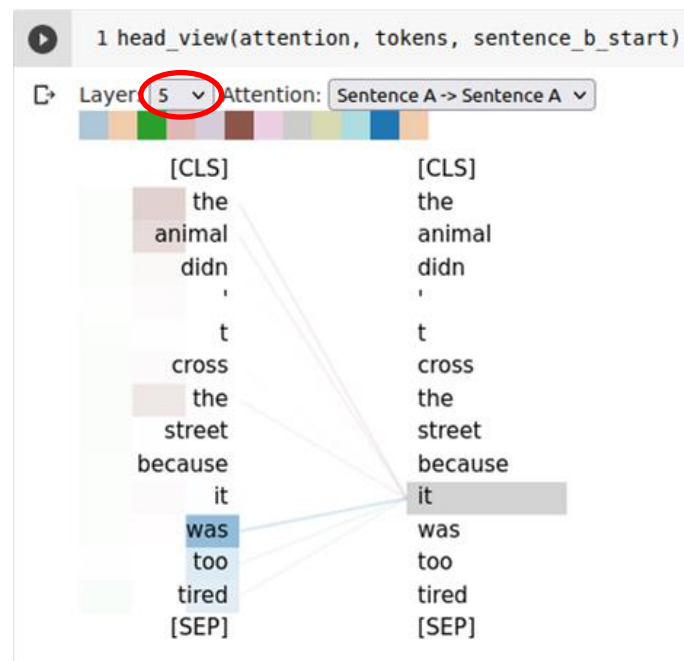 1 head_view(attention, tokens, sentence_b_start)
Layer: 5 Attention: Sentence A -> Sentence A
[CLS] [CLS]
the the
animal animal
didn didn
' '
t t
cross cross
the the
street street
because because
it it
was was
too too
tired tired
[SEP] [SEP]